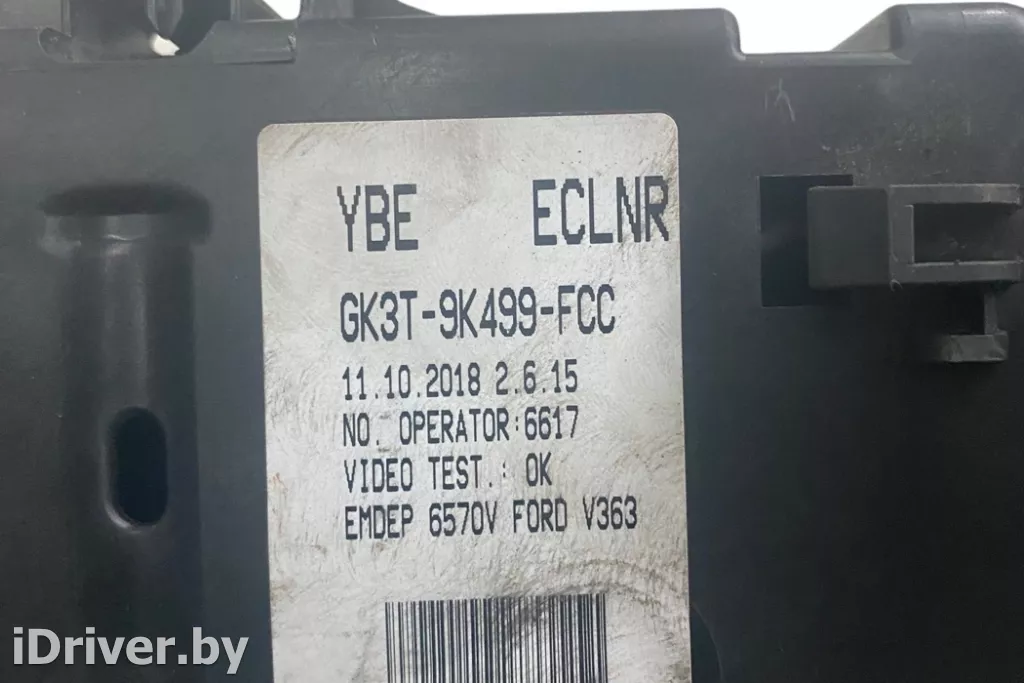 YBE ECLNR
GK3T-9K499-FCC
11.10.2018 2.6.15
NO. OPERATOR:6617
VIDEO TEST.: OK
EMDEP 6570V FORD V363
iDriver.by